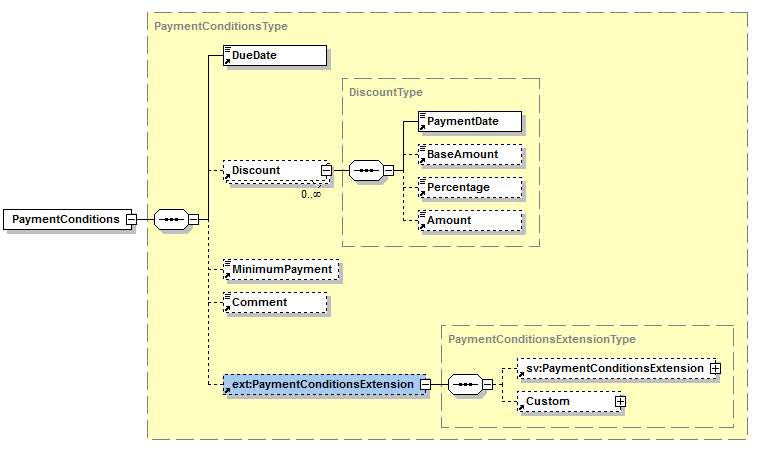 PaymentConditionsType
DueDate
DiscountType
PaymentDate
BaseAmount
Discount
Percentage
0..∞
Amount
PaymentConditions
MinimumPayment
Comment
PaymentConditionsExtensionType
sv:PaymentConditionsExtension
ext:PaymentConditionsExtension
Custom